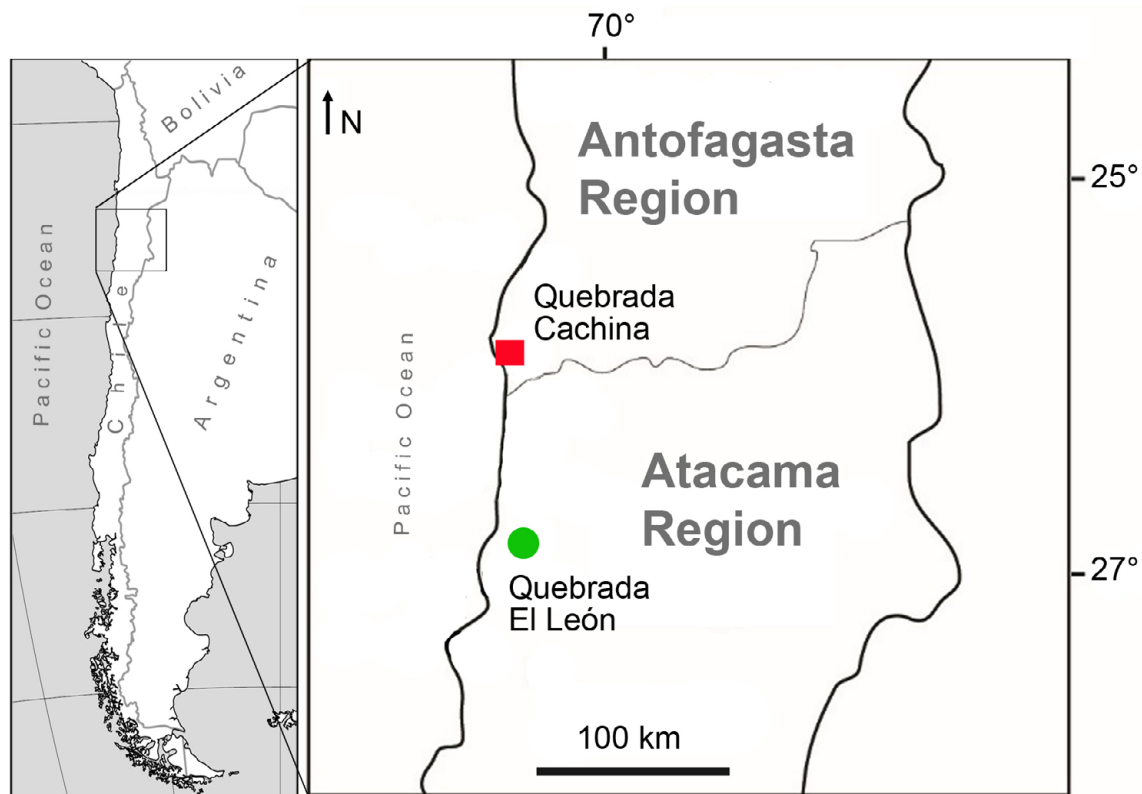 70°
Bolivia
Pacific Ocean
Chile
Argentina
N
Antofagasta
Region
25°
Quebrada
Cachina
Pacific Ocean
Atacama
Region
27°
Quebrada
El León
100 km